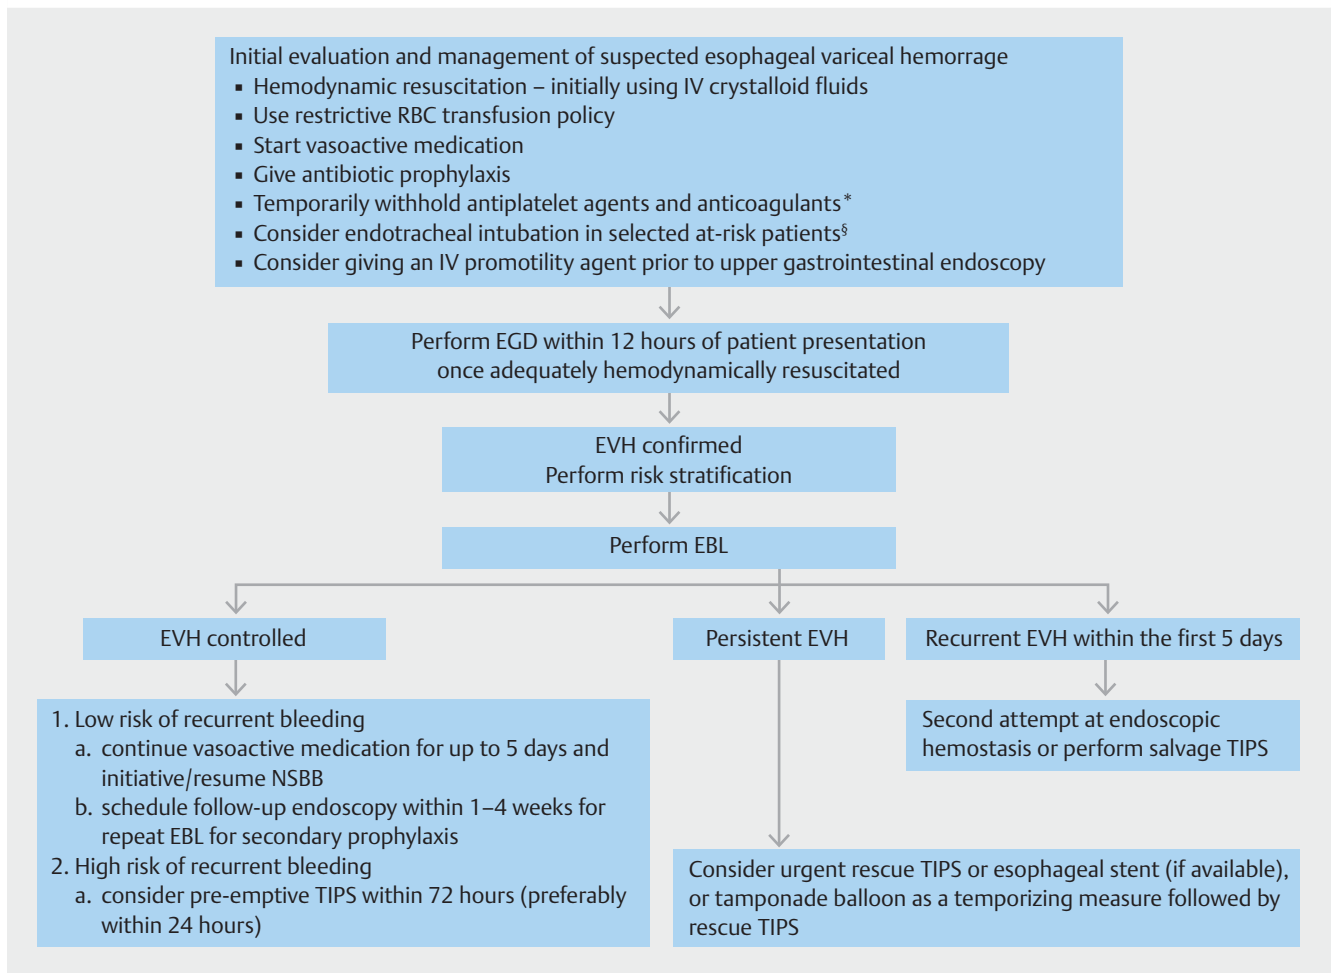 Initial evaluation and management of suspected esophageal variceal hemorrhage
▪ Hemodynamic resuscitation – initially using IV crystalloid fluids
▪ Use restrictive RBC transfusion policy
▪ Start vasoactive medication
▪ Give antibiotic prophylaxis
▪ Temporarily withhold antiplatelet agents and anticoagulants*
▪ Consider endotracheal intubation in selected at-risk patients§
▪ Consider giving an IV promotility agent prior to upper gastrointestinal endoscopy
Perform EGD within 12 hours of patient presentation
once adequately hemodynamically resuscitated
EVH confirmed
Perform risk stratification
Perform EBL
EVH controlled
Persistent EVH
Recurrent EVH within the first 5 days
1. Low risk of recurrent bleeding
a. continue vasoactive medication for up to 5 days and
initiative/resume NSBB
b. schedule follow-up endoscopy within 1–4 weeks for
repeat EBL for secondary prophylaxis
2. High risk of recurrent bleeding
a. consider pre-emptive TIPS within 72 hours (preferably
within 24 hours)
Second attempt at endoscopic
hemostasis or perform salvage TIPS
Consider urgent rescue TIPS or esophageal stent (if available),
or tamponade balloon as a temporizing measure followed by
rescue TIPS